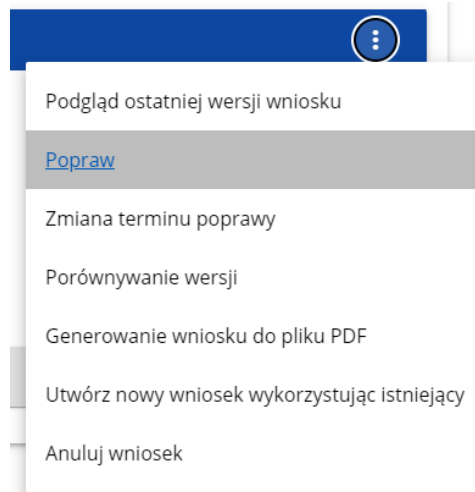 Podgląd ostatniej wersji wniosku
Popraw
Zmiana terminu poprawy
Porównywanie wersji
Generowanie wniosku do pliku PDF
Utwórz nowy wniosek wykorzystując istniejący
Anuluj wniosek